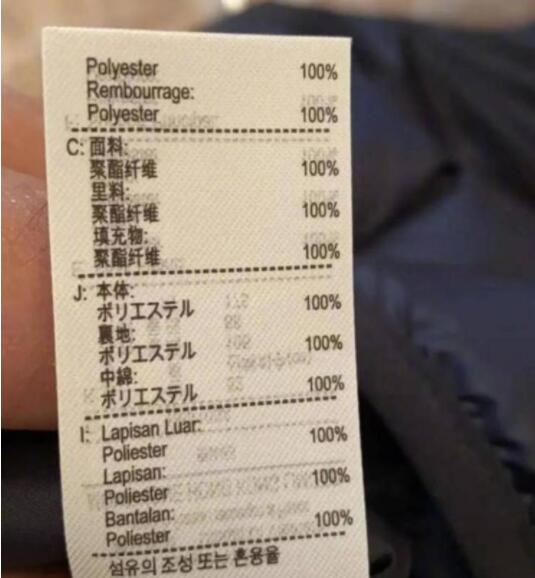 Polyester 100%
Rembourrage:
Polyester 100%
C: 面料:
聚酯纤维 100%
里料:
聚酯纤维 100%
填充物:
聚酯纤维 100%
J: 本体:
ポリエステル 100%
裏地:
ポリエステル 100%
中綿:
ポリエステル 100%
I: Lapisan Luar:
Poliester 100%
Lapisan:
Poliester 100%
Bantalan:
Poliester 100%
섬유의 조성 또는 혼용율